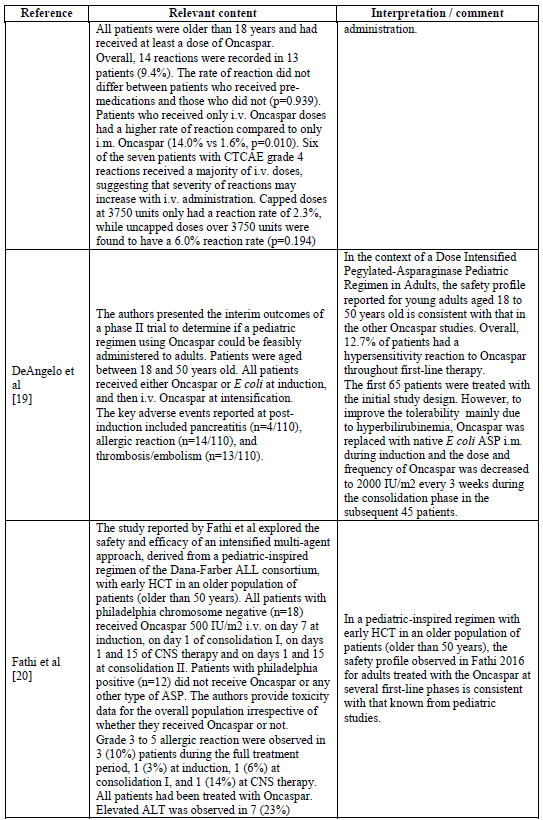 Reference
Relevant content
Interpretation / comment
All patients were older than 18 years and had
received at least a dose of Oncaspar.
Overall, 14 reactions were recorded in 13
patients (9.4%). The rate of reaction did not
differ between patients who received pre-
medications and those who did not (p=0.939).
Patients who received only i.v. Oncaspar doses
had a higher rate of reaction compared to only
i.m. Oncaspar (14.0% vs 1.6%, p=0.010). Six
of the seven patients with CTCAE grade 4
reactions received a majority of i.v. doses,
suggesting that severity of reactions may
increase with i.v. administration. Capped doses
at 3750 units only had a reaction rate of 2.3%,
while uncapped doses over 3750 units were
found to have a 6.0% reaction rate (p=0.194)
administration.
DeAngelo et
al
[19]
The authors presented the interim outcomes of
a phase II trial to determine if a pediatric
regimen using Oncaspar could be feasibly
administered to adults. Patients were aged
between 18 and 50 years old. All patients
received either Oncaspar or E coli at induction,
and then i.v. Oncaspar at intensification.
The key adverse events reported at post-
induction included pancreatitis (n=4/110),
allergic reaction (n=14/110), and
thrombosis/embolism (n=13/110).
In the context of a Dose Intensified
Pegylated-Asparaginase Pediatric
Regimen in Adults, the safety profile
reported for young adults aged 18 to
50 years old is consistent with that in
the other Oncaspar studies. Overall,
12.7% of patients had a
hypersensitivity reaction to Oncaspar
throughout first-line therapy.
The first 65 patients were treated with
the initial study design. However, to
improve the tolerability mainly due to
hyperbilirubinemia, Oncaspar was
replaced with native E coli ASP i.m.
during induction and the dose and
frequency of Oncaspar was decreased
to 2000 IU/m2 every 3 weeks during
the consolidation phase in the
subsequent 45 patients.
Fathi et al
[20]
The study reported by Fathi et al explored the
safety and efficacy of an intensified multi-agent
approach, derived from a pediatric-inspired
regimen of the Dana-Farber ALL consortium,
with early HCT in an older population of
patients (older than 50 years). All patients with
philadelphia chromosome negative (n=18)
received Oncaspar 500 IU/m2 i.v. on day 7 at
induction, on day 1 of consolidation I, on days
1 and 15 of CNS therapy and on days 1 and 15
at consolidation II. Patients with philadelphia
positive (n=12) did not receive Oncaspar or any
other type of ASP. The authors provide toxicity
data for the overall population irrespective of
whether they received Oncaspar or not.
Grade 3 to 5 allergic reaction were observed in
3 (10%) patients during the full treatment
period, 1 (3%) at induction, 1 (6%) at
consolidation I, and 1 (14%) at CNS therapy.
All patients had been treated with Oncaspar.
Elevated ALT was observed in 7 (23%)
In a pediatric-inspired regimen with
early HCT in an older population of
patients (older than 50 years), the
safety profile observed in Fathi 2016
for adults treated with the Oncaspar at
several first-line phases is consistent
with that known from pediatric
studies.